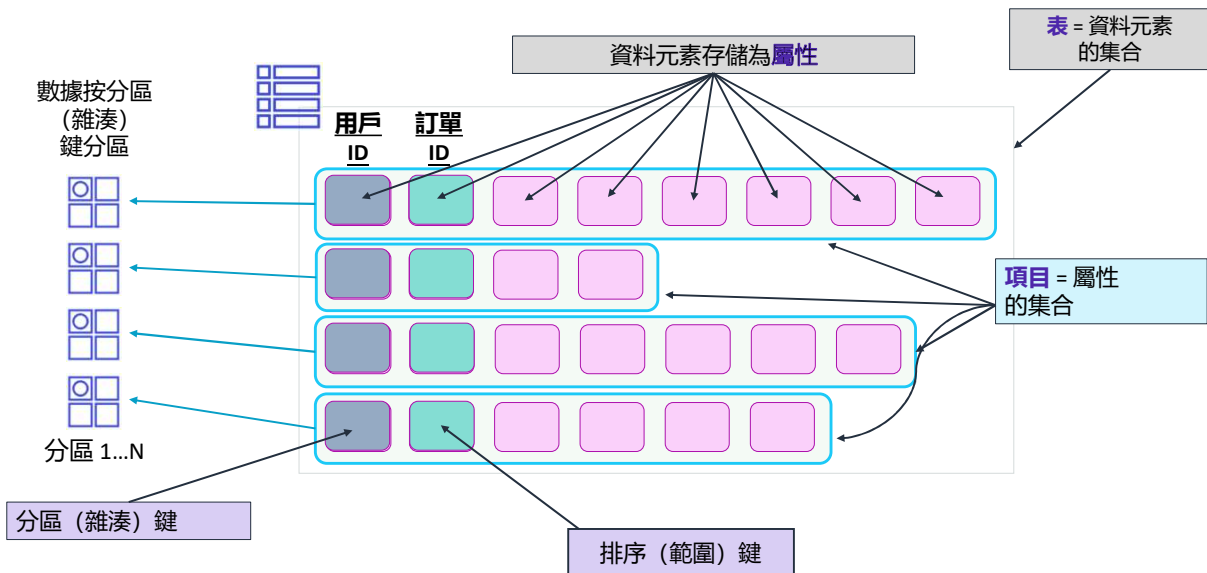 表 = 資料元素
的集合
資料元素存儲為屬性
數據按分區
（雜湊）
鍵分區
用戶
ID
訂單
ID
項目 = 屬性
的集合
分區 1...N
分區（雜湊）鍵
排序（範圍）鍵